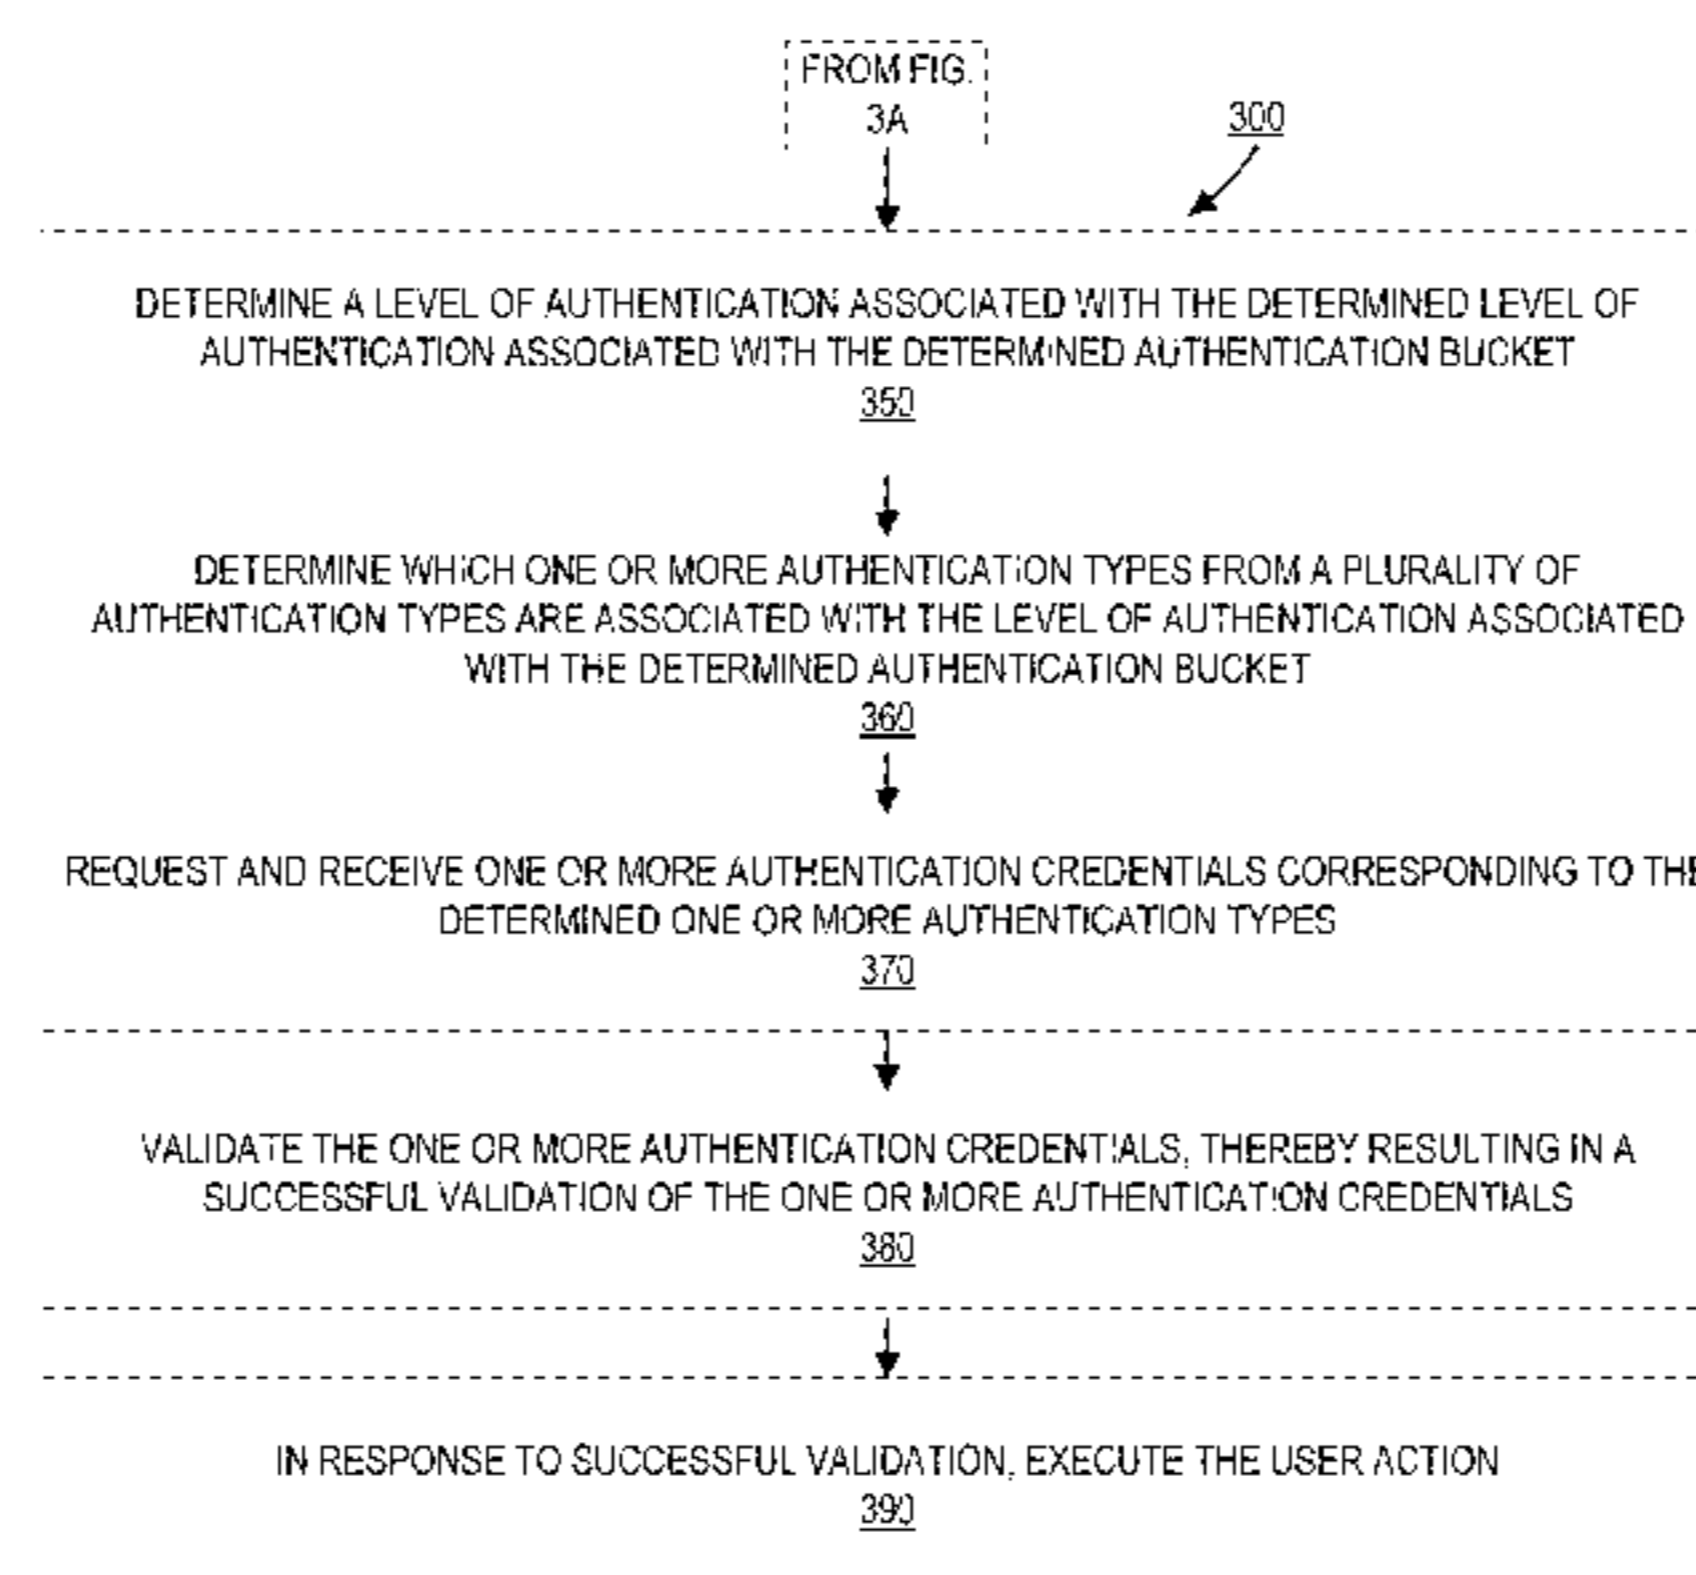 FROM FIG.
3A
300
DETERMINE A LEVEL OF AUTHENTICATION ASSOCIATED WITH THE DETERMINED LEVEL OF
AUTHENTICATION ASSOCIATED WITH THE DETERMINED AUTHENTICATION BUCKET
350
DETERMINE WHICH ONE OR MORE AUTHENTICATION TYPES FROM A PLURALITY OF
AUTHENTICATION TYPES ARE ASSOCIATED WITH THE LEVEL OF AUTHENTICATION ASSOCIATED
WITH THE DETERMINED AUTHENTICATION BUCKET
360
REQUEST AND RECEIVE ONE OR MORE AUTHENTICATION CREDENTIALS CORRESPONDING TO THE
DETERMINED ONE OR MORE AUTHENTICATION TYPES
370
VALIDATE THE ONE OR MORE AUTHENTICATION CREDENTIALS, THEREBY RESULTING IN A
SUCCESSFUL VALIDATION OF THE ONE OR MORE AUTHENTICATION CREDENTIALS
380
IN RESPONSE TO SUCCESSFUL VALIDATION, EXECUTE THE USER ACTION
390